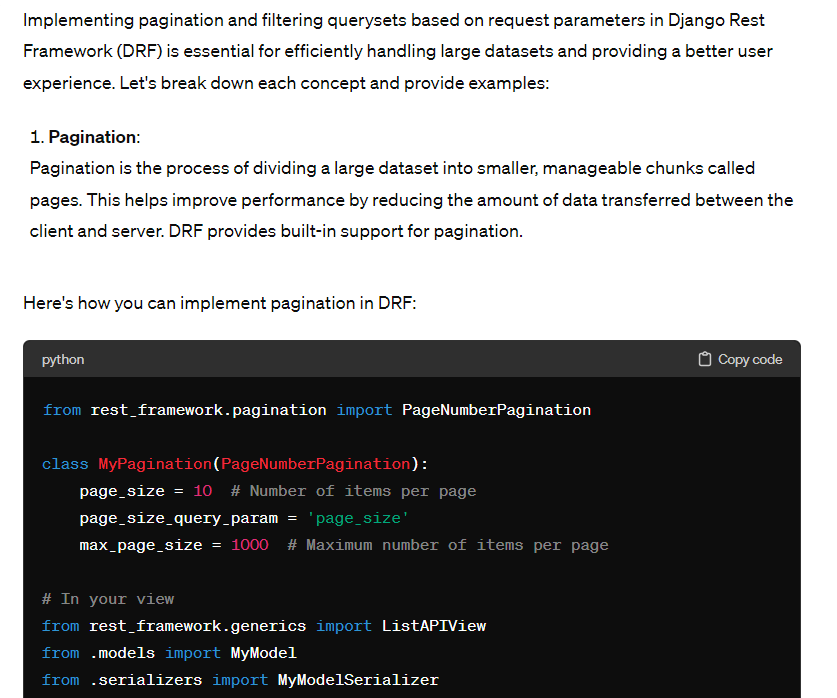 Implementing pagination and filtering querysets based on request parameters in Django Rest
Framework (DRF) is essential for efficiently handling large datasets and providing a better user
experience. Let's break down each concept and provide examples:
1. Pagination:
Pagination is the process of dividing a large dataset into smaller, manageable chunks called
pages. This helps improve performance by reducing the amount of data transferred between the
client and server. DRF provides built-in support for pagination.
Here's how you can implement pagination in DRF:
python Copy code
from rest_framework.pagination import PageNumberPagination
class MyPagination(PageNumberPagination):
    page_size = 10  # Number of items per page
    page_size_query_param = 'page_size'
    max_page_size = 1000  # Maximum number of items per page
# In your view
from rest_framework.generics import ListAPIView
from .models import MyModel
from .serializers import MyModelSerializer